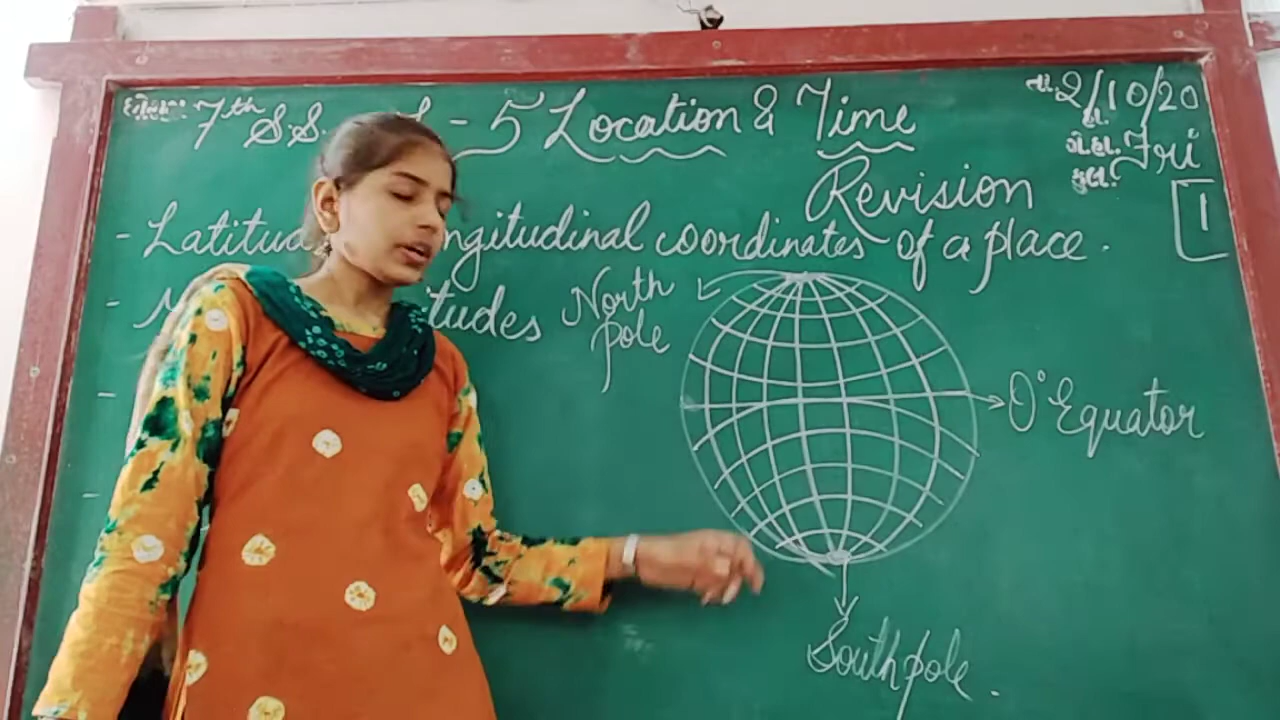 7th S.S. - 5 Location & Time
તા. 2/10/20
Fri
Revision
1
- Latitud ngitudinal coordinates of a place.
- tudes
North
pole
0° Equator
South pole.